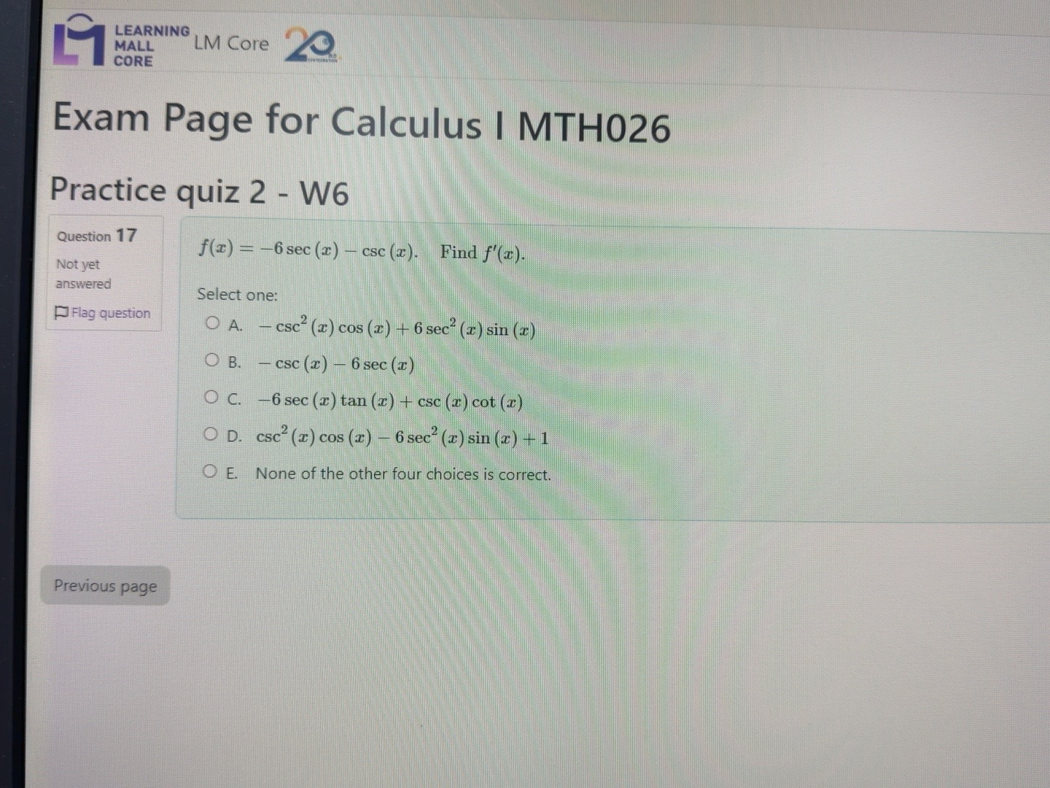 LEARNING
MALL
CORE
LM Core
20
Exam Page for Calculus I MTH026
Practice quiz 2 - W6
Question 17
Not yet
answered
Flag question
f(x) = −6 sec (x) − csc (x). Find f′(x).
Select one:
A. − csc² (x) cos (x) + 6 sec² (x) sin (x)
B. − csc (x) − 6 sec (x)
C. −6 sec (x) tan (x) + csc (x) cot (x)
D. csc² (x) cos (x) − 6 sec² (x) sin (x) + 1
E. None of the other four choices is correct.
Previous page